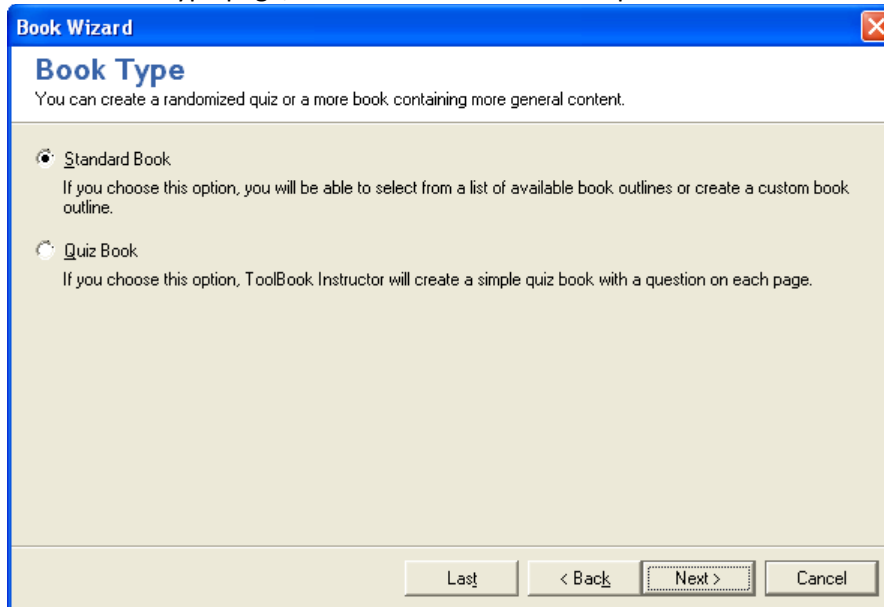 Book Wizard
Book Type
You can create a randomized quiz or a more book containing more general content.
Standard Book
If you choose this option, you will be able to select from a list of available book outlines or create a custom book
outline.
Quiz Book
If you choose this option, ToolBook Instructor will create a simple quiz book with a question on each page.
Last
< Back
Next >
Cancel